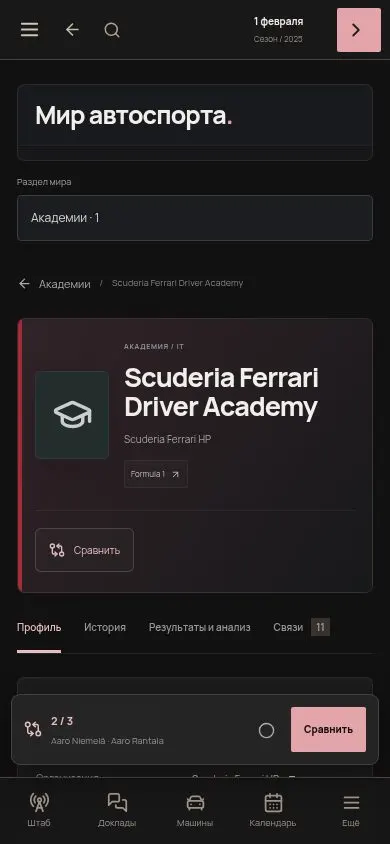 1 февраля
Сезон / 2025
Мир автоспорта.
Раздел мира
Академии · 1
Академии / Scuderia Ferrari Driver Academy
АКАДЕМИЯ / IT
Scuderia Ferrari
Driver Academy
Scuderia Ferrari HP
Formula 1
Сравнить
Профиль История Результаты и анализ Связи 11
2 / 3
Aaro Niemelä · Aaro Rantala
Сравнить
Штаб Доклады Машины Календарь Ещё